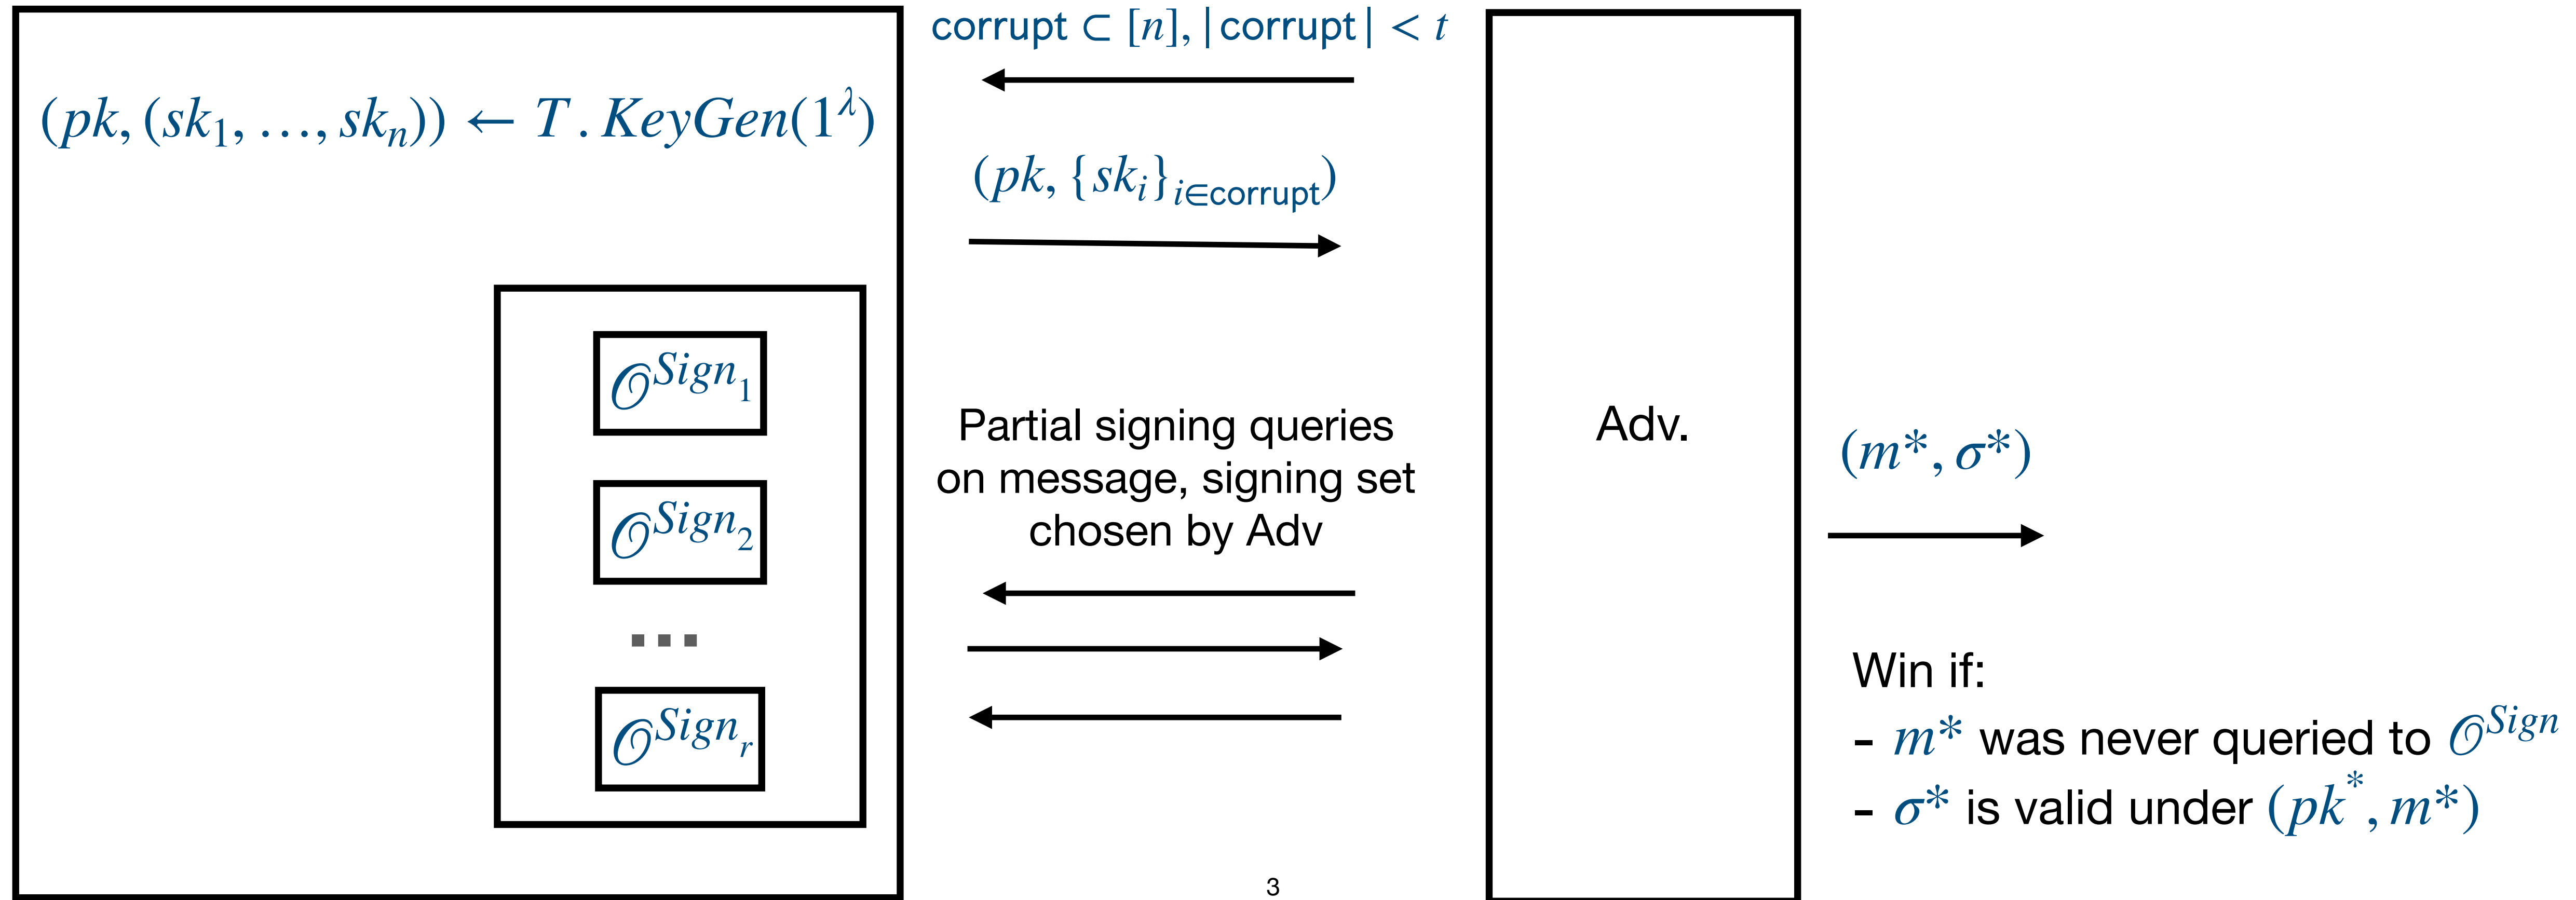 (pk, (sk₁, …, skₙ)) ← T . KeyGen(1^λ)
𝒪^{Sign₁}
𝒪^{Sign₂}
...
𝒪^{Signᵣ}
corrupt ⊂ [n], |corrupt| < t
(pk, {skᵢ}_{i∈corrupt})
Partial signing queries
on message, signing set
chosen by Adv
Adv.
(m*, σ*)
Win if:
- m* was never queried to 𝒪^{Sign}
- σ* is valid under (pk*, m*)
3